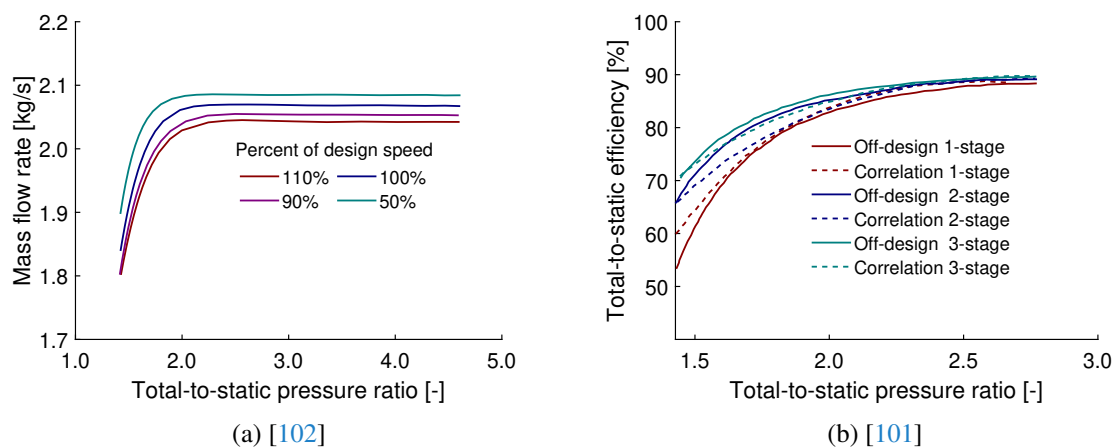 2.2
2.1
2.0
1.9
1.8
1.7
Mass flow rate [kg/s]
Percent of design speed
110% 100%
90% 50%
1.0 2.0 3.0 4.0 5.0
Total-to-static pressure ratio [-]
(a) [102]
100
90
80
70
60
50
Total-to-static efficiency [%]
Off-design 1-stage
Correlation 1-stage
Off-design 2-stage
Correlation 2-stage
Off-design 3-stage
Correlation 3-stage
1.5 2.0 2.5 3.0
Total-to-static pressure ratio [-]
(b) [101]